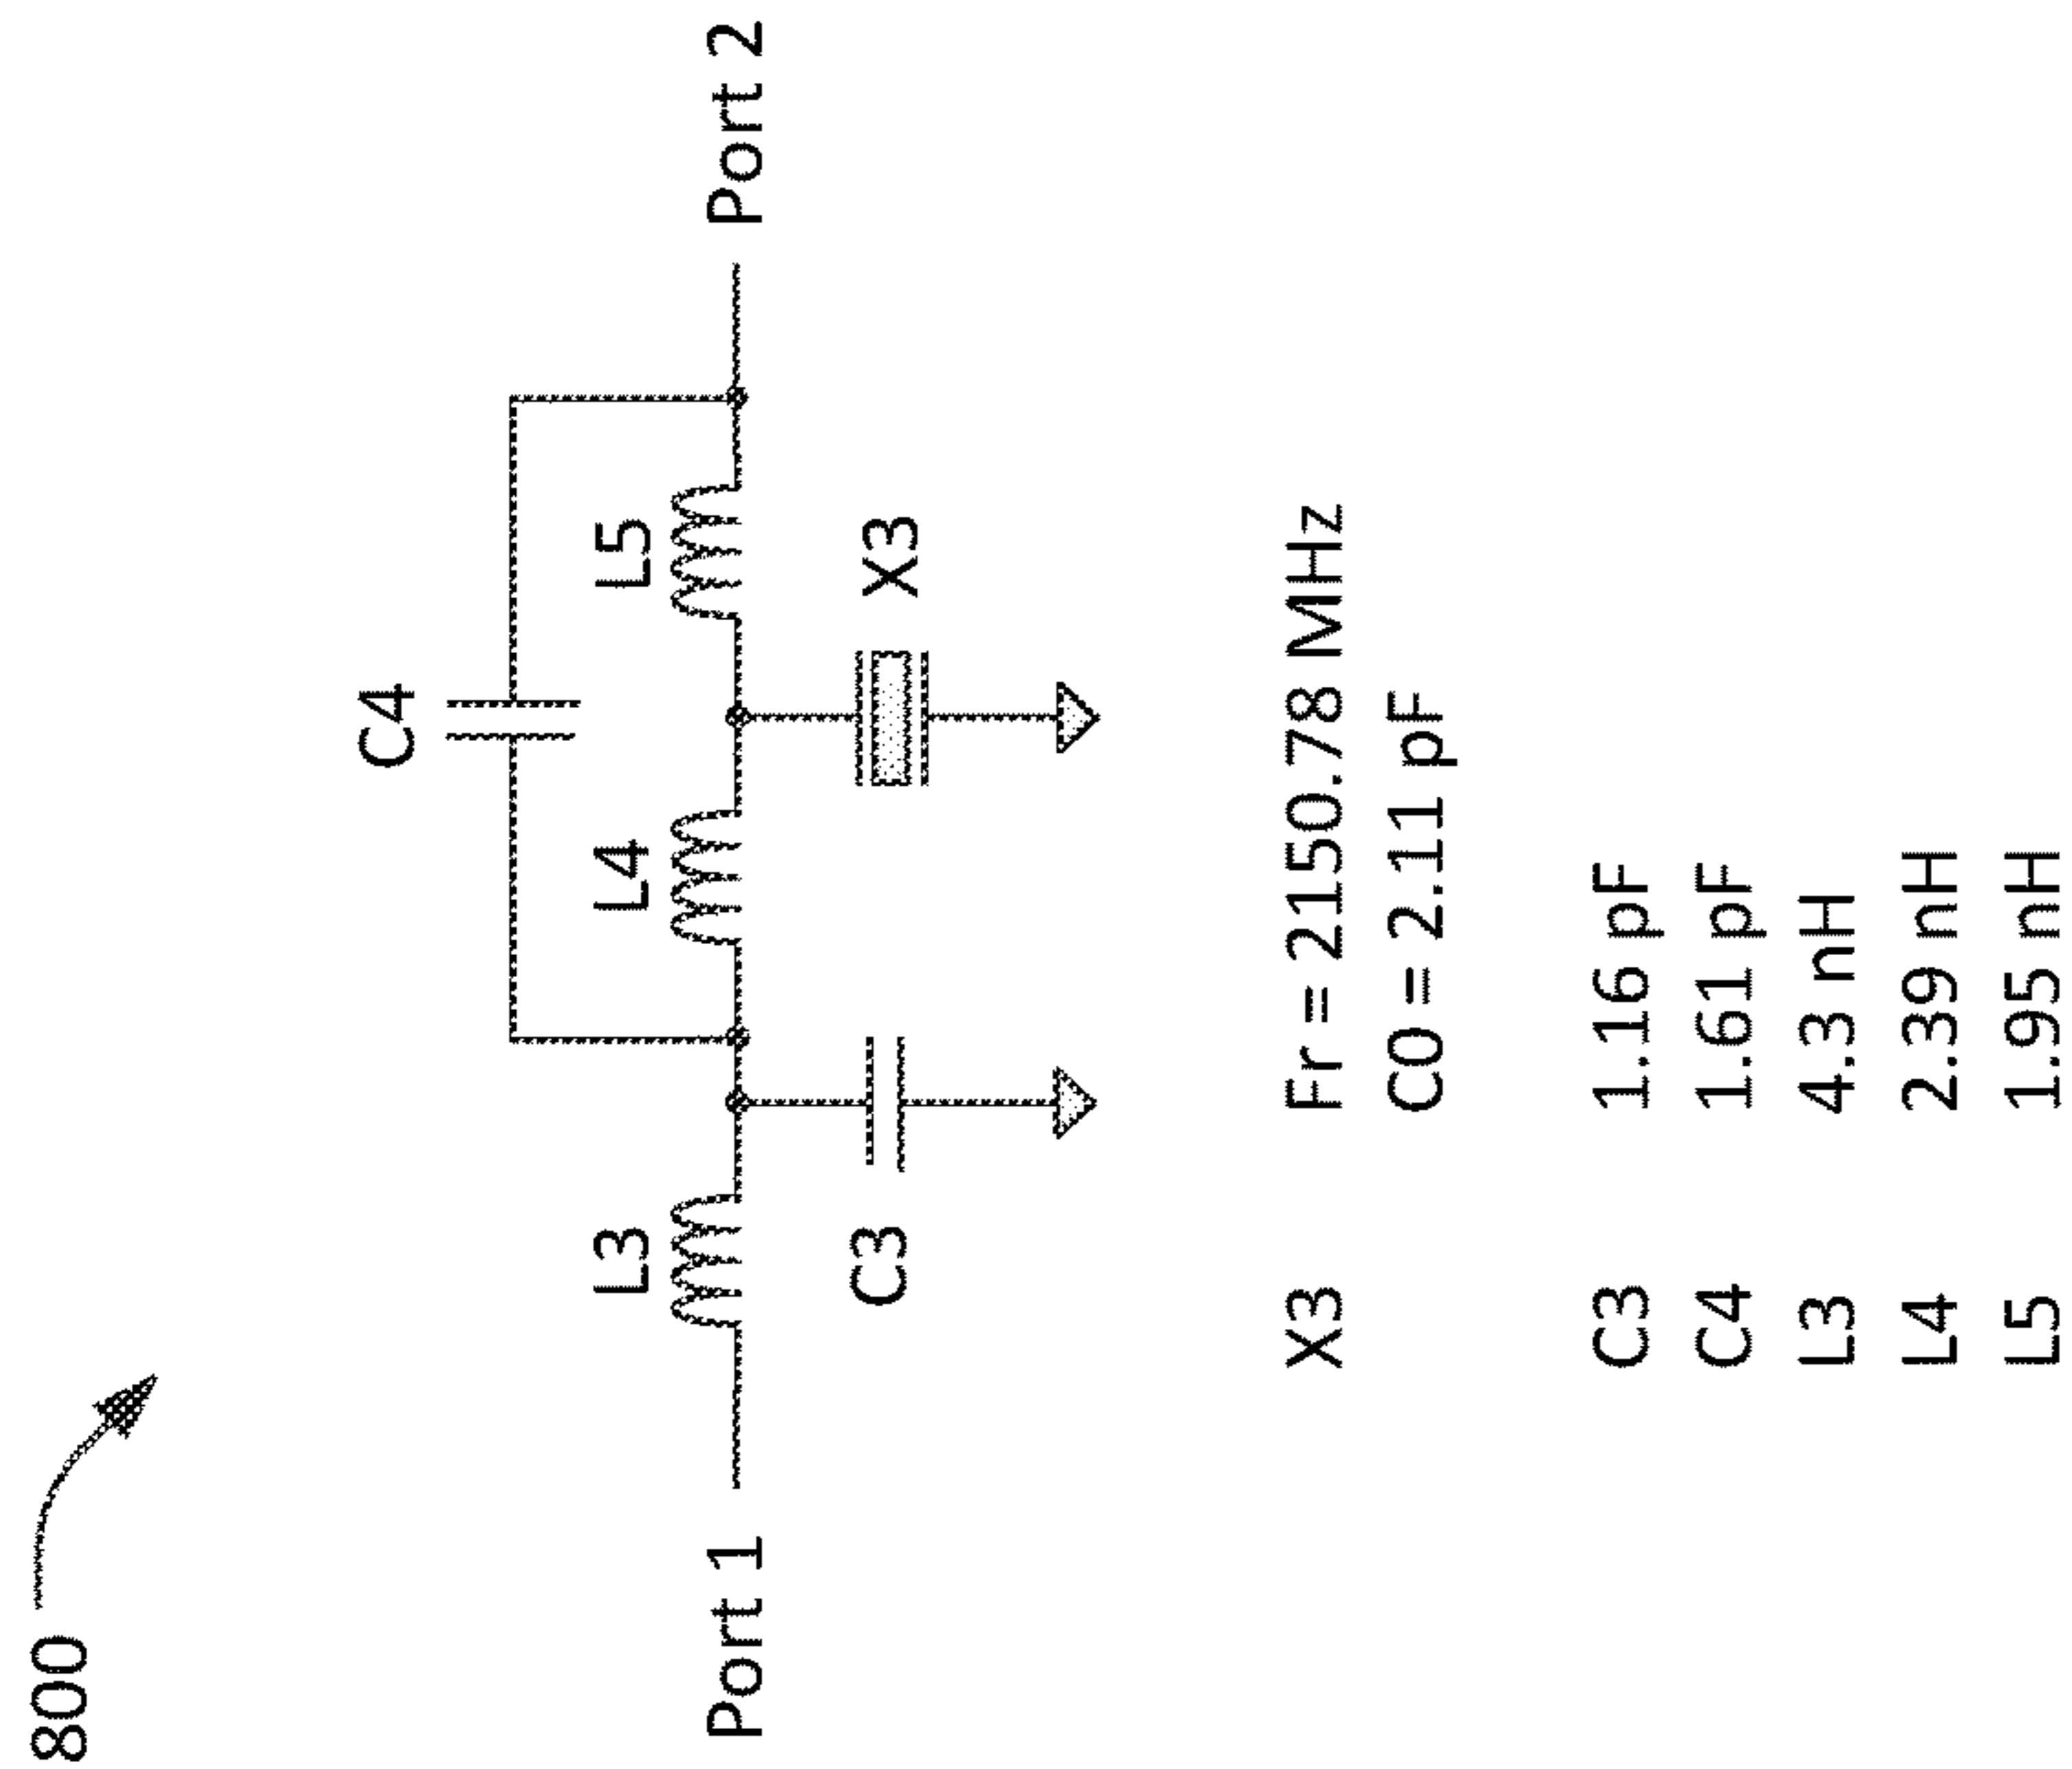 800
C4
L3
L4
L5
Port 1
Port 2
C3
X3
X3 Fr = 2150.78 MHz
C0 = 2.11 pF
C3 1.16 pF
C4 1.61 pF
L3 4.3 nH
L4 2.39 nH
L5 1.95 nH